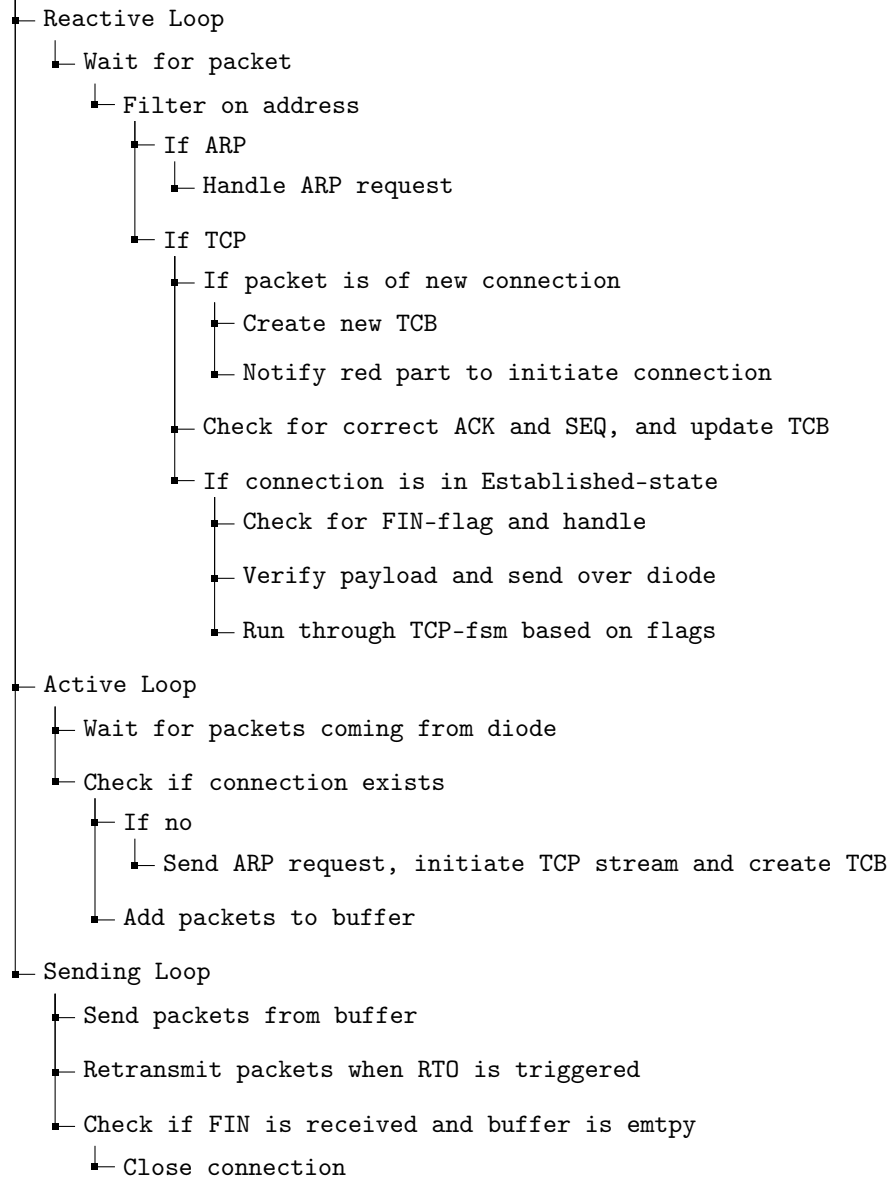 Reactive Loop
Wait for packet
Filter on address
If ARP
Handle ARP request
If TCP
If packet is of new connection
Create new TCB
Notify red part to initiate connection
Check for correct ACK and SEQ, and update TCB
If connection is in Established-state
Check for FIN-flag and handle
Verify payload and send over diode
Run through TCP-fsm based on flags
Active Loop
Wait for packets coming from diode
Check if connection exists
If no
Send ARP request, initiate TCP stream and create TCB
Add packets to buffer
Sending Loop
Send packets from buffer
Retransmit packets when RTO is triggered
Check if FIN is received and buffer is emtpy
Close connection